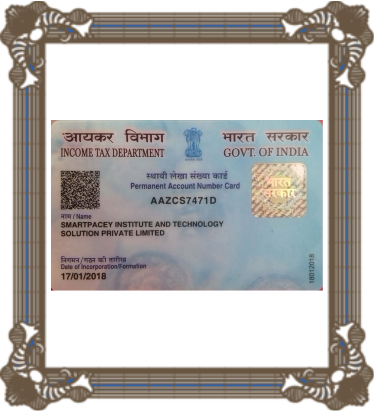 आयकर विभाग
INCOME TAX DEPARTMENT
भारत सरकार
GOVT. OF INDIA
स्थायी लेखा संख्या कार्ड
Permanent Account Number Card
AAZCS7471D
भारत
सरकार
नाम / Name
SMARTPACEY INSTITUTE AND TECHNOLOGY
SOLUTION PRIVATE LIMITED
निगमन/गठन की तारीख
Date of Incorporation/Formation
17/01/2018
18012018